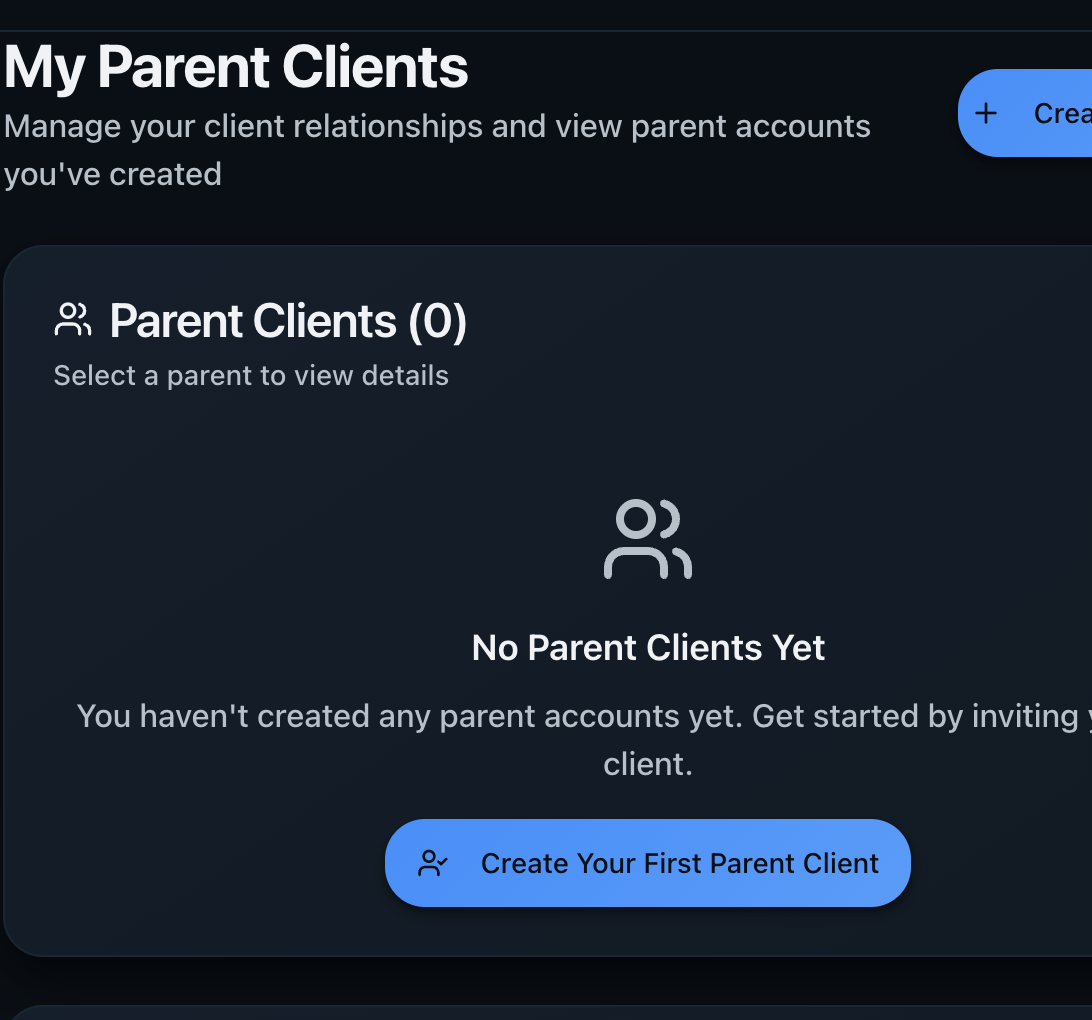 My Parent Clients
Manage your client relationships and view parent accounts
you've created
+ Crea
Parent Clients (0)
Select a parent to view details
No Parent Clients Yet
You haven't created any parent accounts yet. Get started by inviting
client.
Create Your First Parent Client